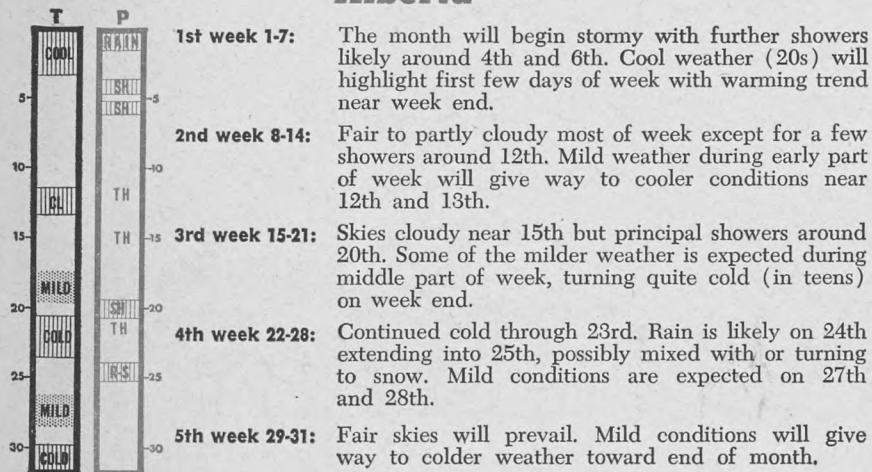 Alberta
T P
COOL
RAIN
SH
SH
5
5
10
10
TH
CL
15
TH
15
MILD
SH
20
20
TH
COLD
R-S
25
25
MILD
30
30
COLD
1st week 1-7: The month will begin stormy with further showers
likely around 4th and 6th. Cool weather (20s) will
highlight first few days of week with warming trend
near week end.
2nd week 8-14: Fair to partly cloudy most of week except for a few
showers around 12th. Mild weather during early part
of week will give way to cooler conditions near
12th and 13th.
3rd week 15-21: Skies cloudy near 15th but principal showers around
20th. Some of the milder weather is expected during
middle part of week, turning quite cold (in teens)
on week end.
4th week 22-28: Continued cold through 23rd. Rain is likely on 24th
extending into 25th, possibly mixed with or turning
to snow. Mild conditions are expected on 27th
and 28th.
5th week 29-31: Fair skies will prevail. Mild conditions will give
way to colder weather toward end of month.